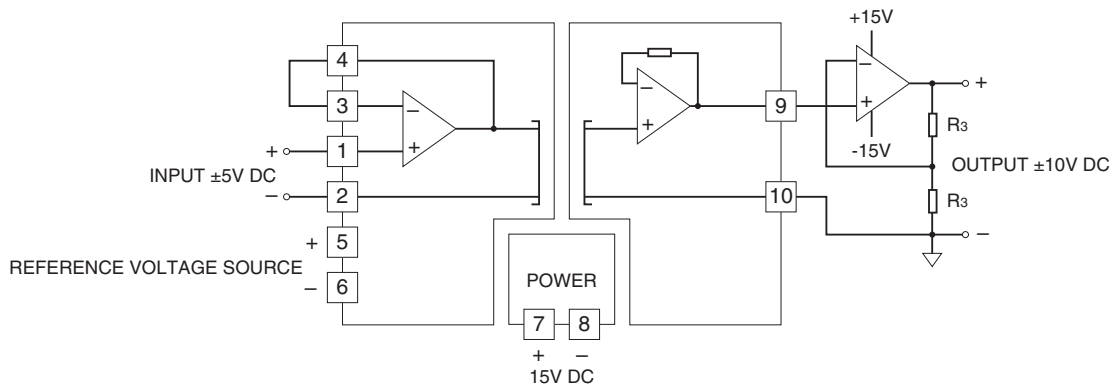 +15V
4
3
−
+
1
+
INPUT ±5V DC
−
2
+
5
REFERENCE VOLTAGE SOURCE
−
6
POWER
7
8
+
−
15V DC
−
+
9
10
−
+
-15V
+
R3
OUTPUT ±10V DC
R3
−